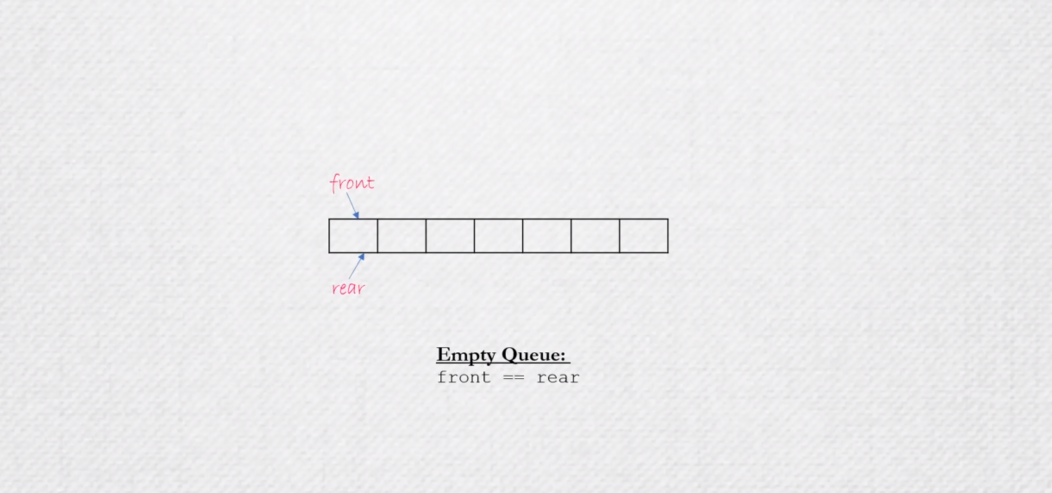 front
rear
Empty Queue:
front == rear